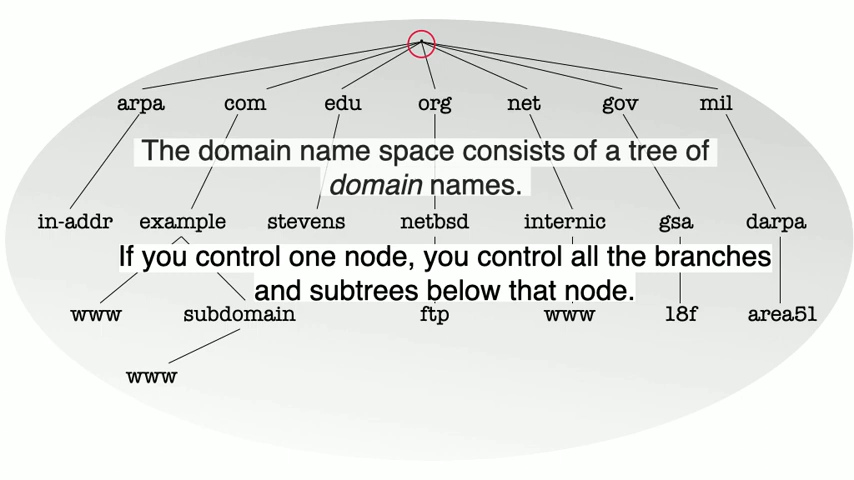 arpa com edu org net gov mil
The domain name space consists of a tree of
domain names.
in-addr example stevens netbsd internic gsa darpa
If you control one node, you control all the branches
and subtrees below that node.
www subdomain ftp www 18f area51
www